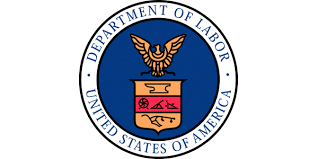 DEPARTMENT OF LABOR
UNITED STATES OF AMERICA